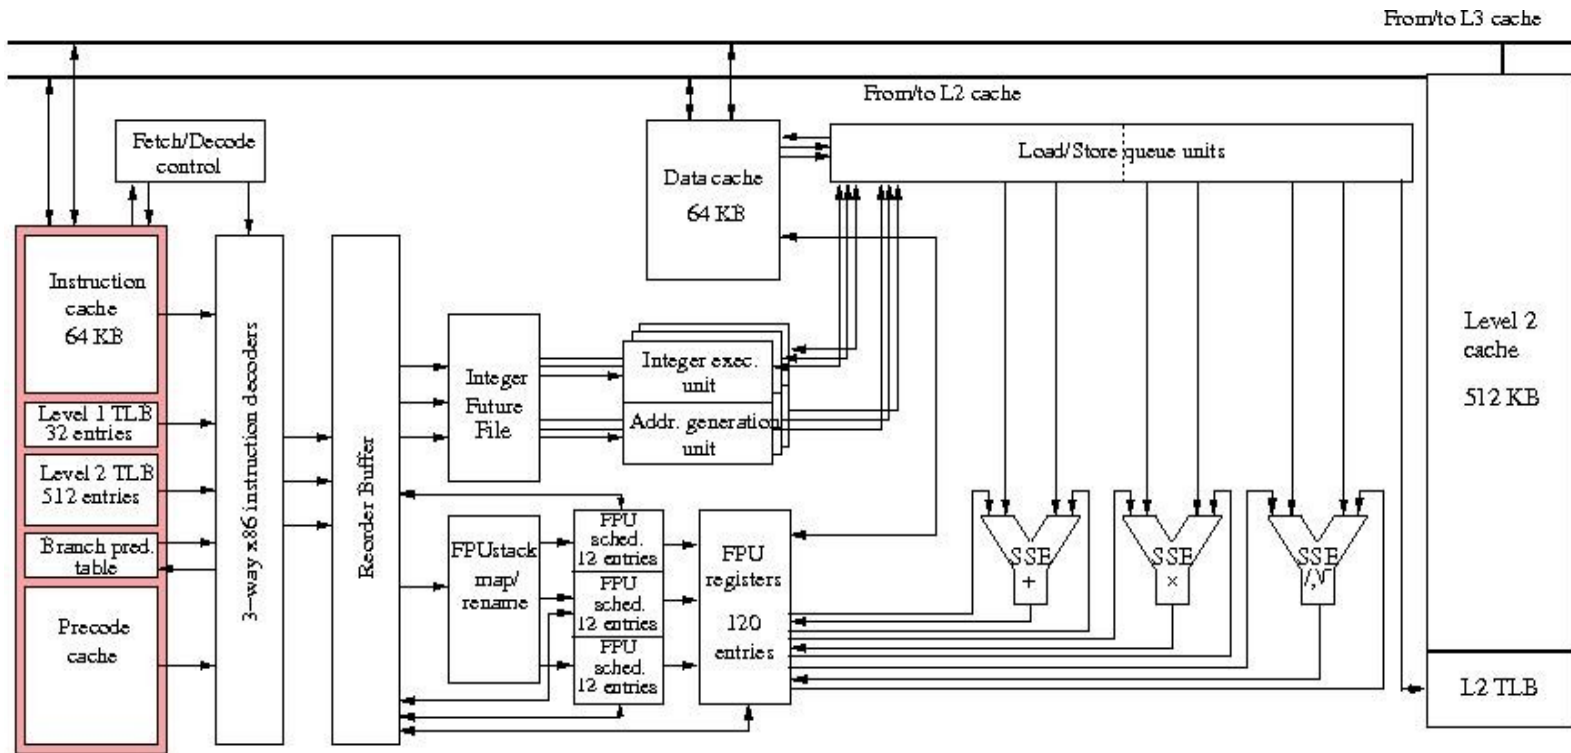 From/to L3 cache
From/to L2 cache
Fetch/Decode
control
Data cache
64 KB
Load/Store queue units
Instruction
cache
64 KB
Level 1 TLB
32 entries
Level 2 TLB
512 entries
Branch pred.
table
Precode
cache
3-way x86 instruction decoders
Reorder Buffer
Integer
Future
File
Integer exec.
unit
Addr. generation
unit
FPUstack
map/
rename
FPU
sched.
12 entries
FPU
sched.
12 entries
FPU
sched.
12 entries
FPU
registers
120
entries
SSE
+
SSE
×
SSE
/,√
Level 2
cache
512 KB
L2 TLB